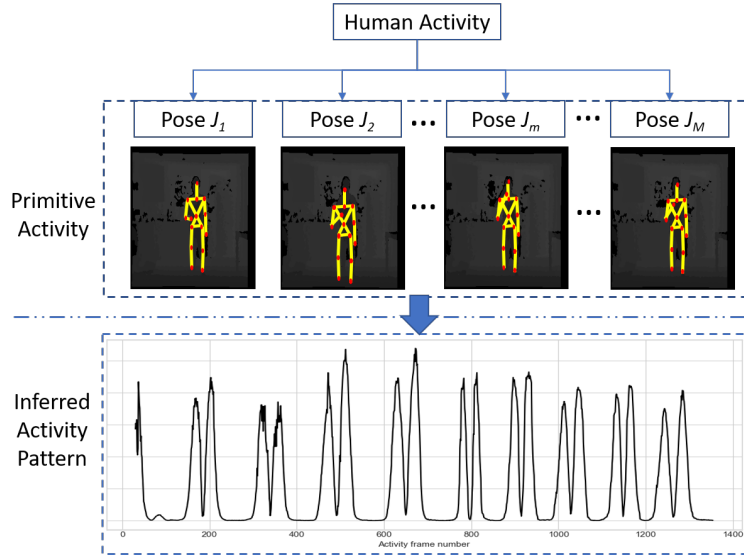 Human Activity
Pose J1
Pose J2
...
Pose Jm
...
Pose JM
Primitive
Activity
...
...
Inferred
Activity
Pattern
0
200
400
600
800
1000
1200
1400
Activity frame number